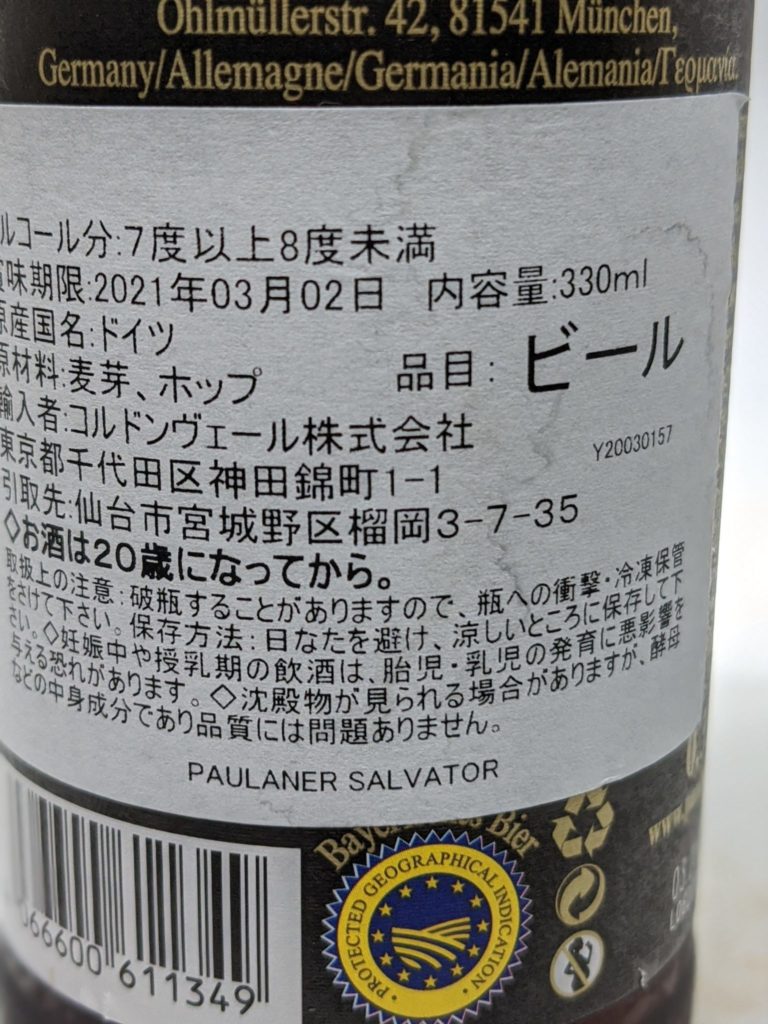 Ohlmüllerstr. 42, 81541 München,
Germany/Allemagne/Germania/Alemania/Γερμανία.
ルコール分:7度以上8度未満
賞味期限:2021年03月02日 内容量:330ml
原産国名:ドイツ
原材料:麦芽、ホップ 品目: ビール
輸入者:コルドンヴェール株式会社
Y20030157
東京都千代田区神田錦町1-1
引取先:仙台市宮城野区榴岡3-7-35
◇お酒は20歳になってから。
取扱上の注意:破瓶することがありますので、瓶への衝撃・冷凍保管
をさけて下さい。保存方法:日なたを避け、涼しいところに保存して下
さい。◇妊娠中や授乳期の飲酒は、胎児・乳児の発育に悪影響を
与える恐れがあります。◇沈殿物が見られる場合がありますが、酵母
などの中身成分であり品質には問題ありません。
PAULANER SALVATOR
Bier
PROTECTED GEOGRAPHICAL INDICATION
066600 611349